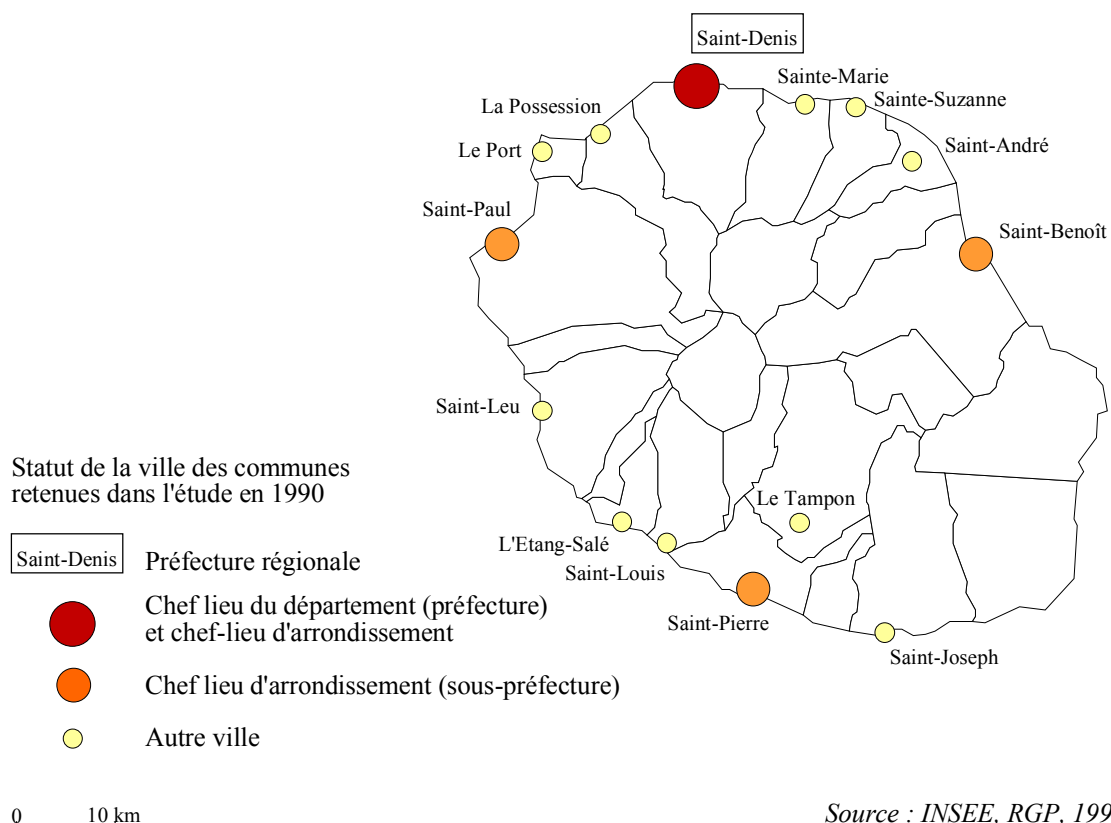 Saint-Denis
Sainte-Marie
Sainte-Suzanne
La Possession
Le Port
Saint-André
Saint-Paul
Saint-Benoît
Saint-Leu
Le Tampon
L'Etang-Salé
Saint-Louis
Saint-Pierre
Saint-Joseph
Statut de la ville des communes
retenues dans l'étude en 1990
Saint-Denis Préfecture régionale
Chef lieu du département (préfecture)
et chef-lieu d'arrondissement
Chef lieu d'arrondissement (sous-préfecture)
Autre ville
0 10 km
Source : INSEE, RGP, 199